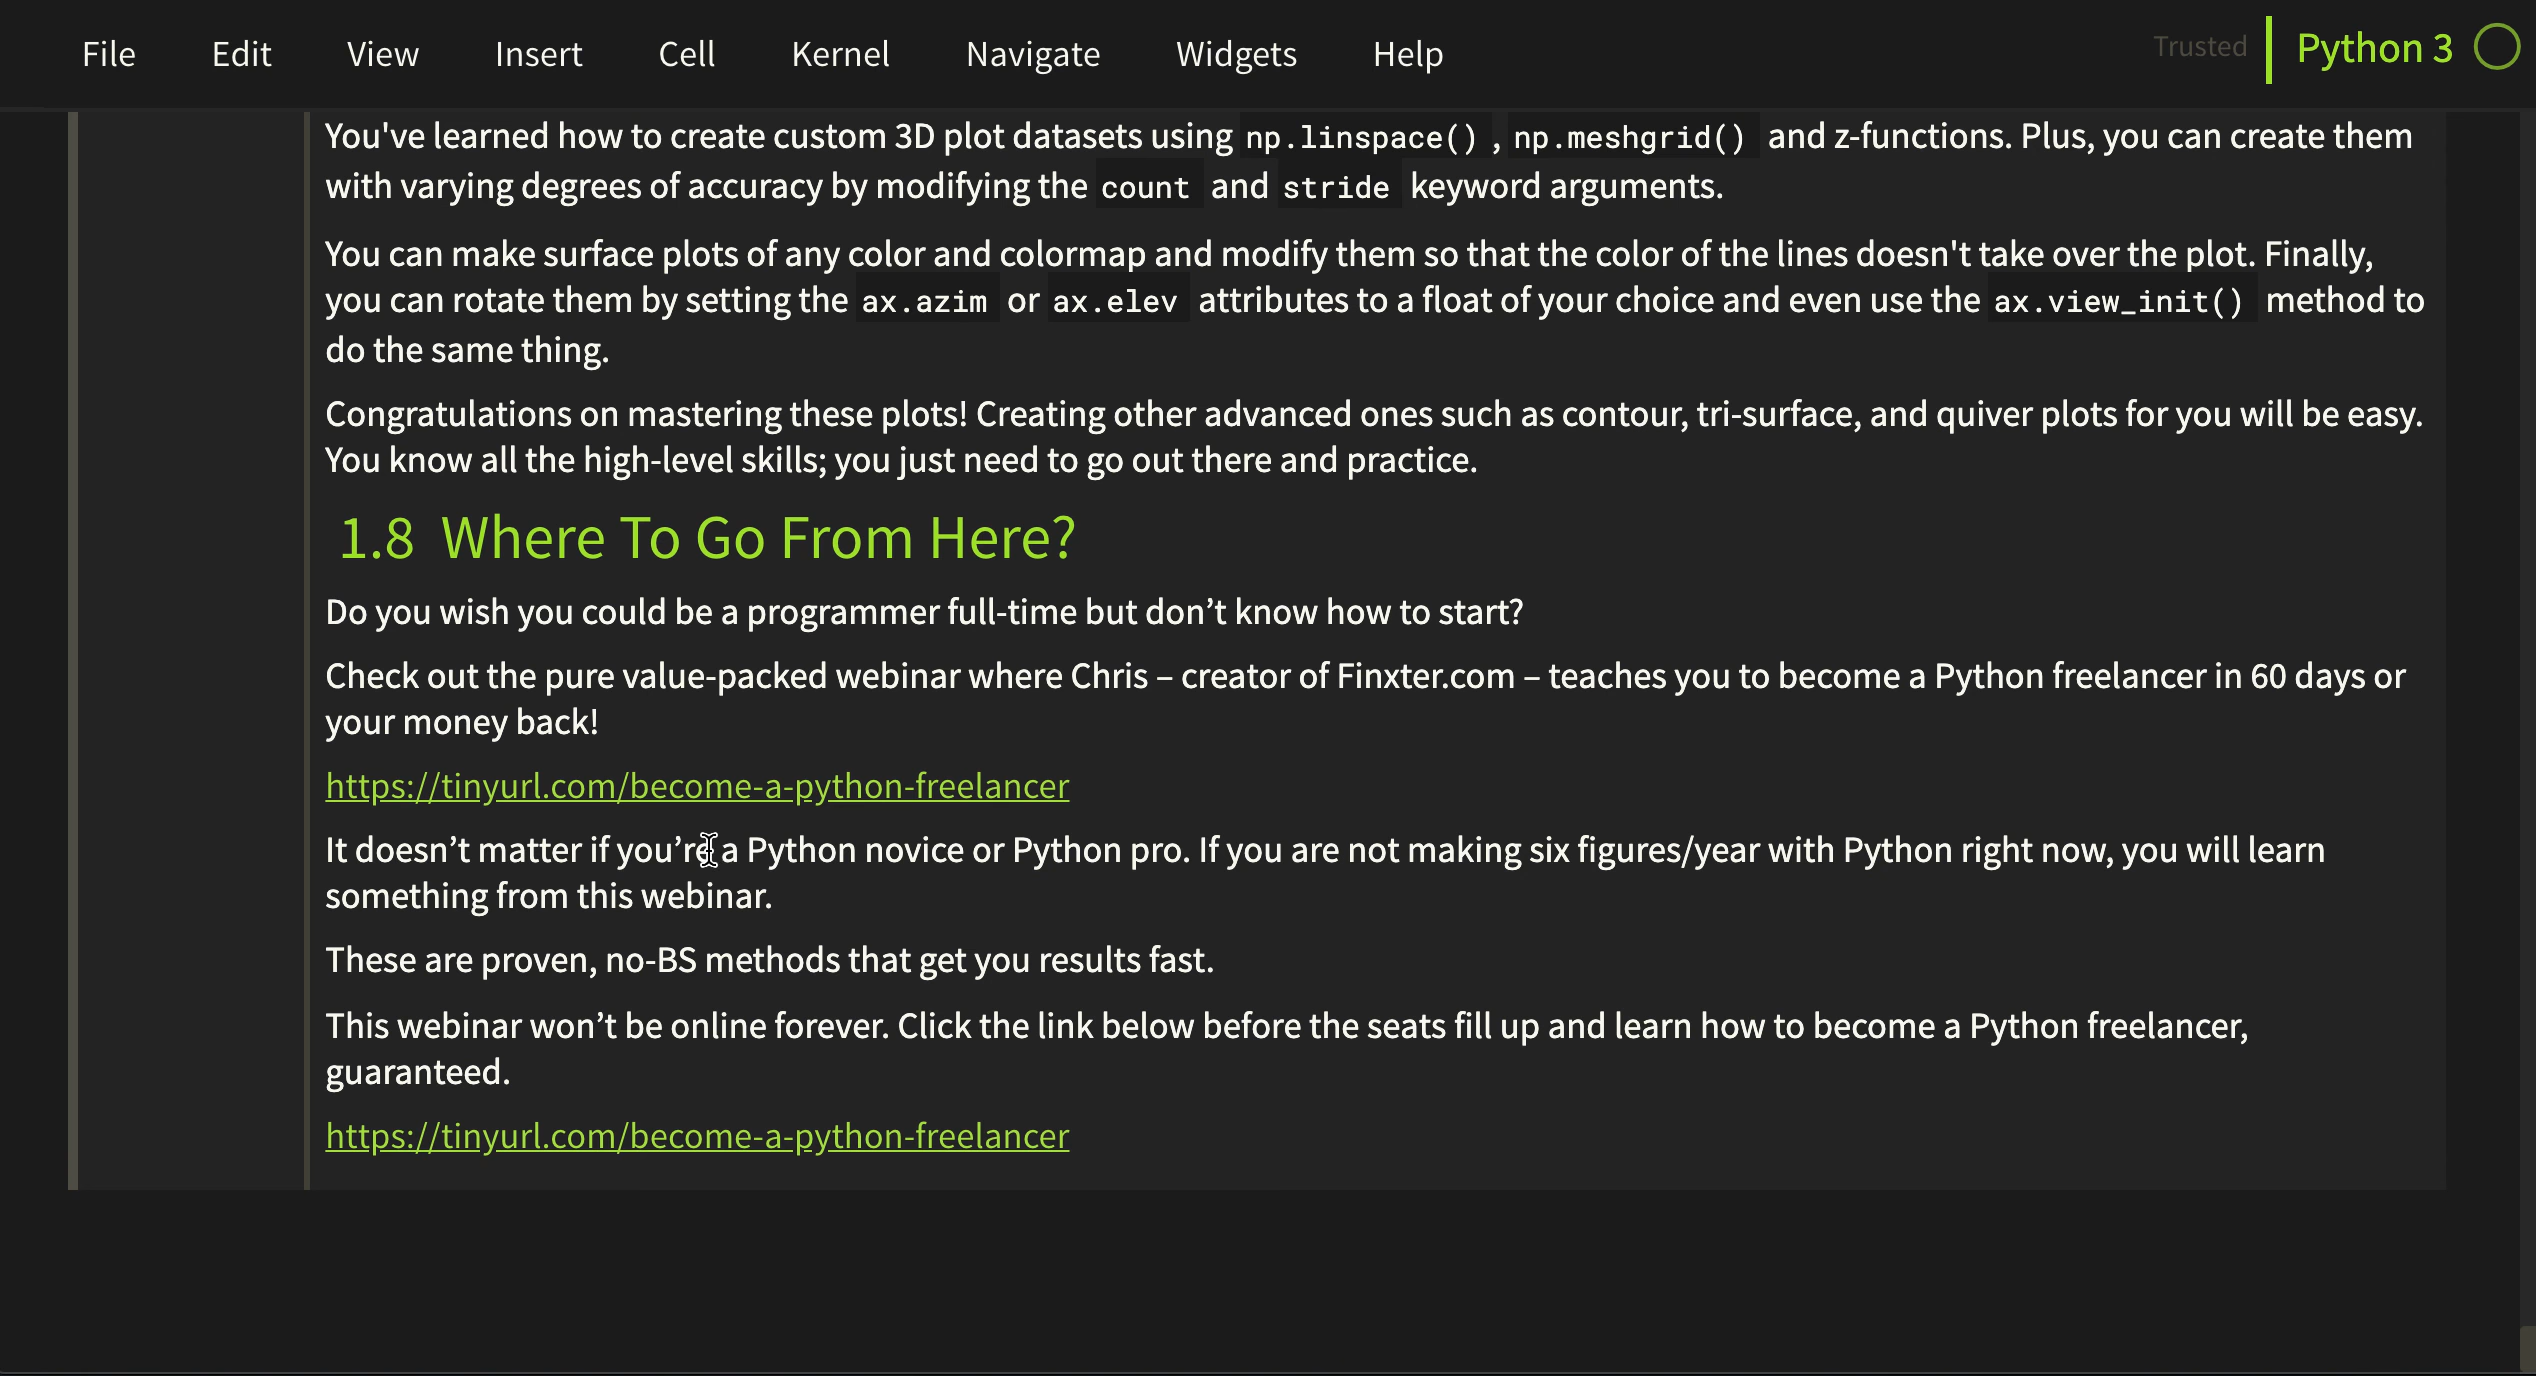 File Edit View Insert Cell Kernel Navigate Widgets Help Trusted Python 3
You've learned how to create custom 3D plot datasets using np.linspace() , np.meshgrid() and z-functions. Plus, you can create them
with varying degrees of accuracy by modifying the count and stride keyword arguments.
You can make surface plots of any color and colormap and modify them so that the color of the lines doesn't take over the plot. Finally,
you can rotate them by setting the ax.azim or ax.elev attributes to a float of your choice and even use the ax.view_init() method to
do the same thing.
Congratulations on mastering these plots! Creating other advanced ones such as contour, tri-surface, and quiver plots for you will be easy.
You know all the high-level skills; you just need to go out there and practice.
1.8 Where To Go From Here?
Do you wish you could be a programmer full-time but don’t know how to start?
Check out the pure value-packed webinar where Chris – creator of Finxter.com – teaches you to become a Python freelancer in 60 days or
your money back!
https://tinyurl.com/become-a-python-freelancer
It doesn’t matter if you’re a Python novice or Python pro. If you are not making six figures/year with Python right now, you will learn
something from this webinar.
These are proven, no-BS methods that get you results fast.
This webinar won’t be online forever. Click the link below before the seats fill up and learn how to become a Python freelancer,
guaranteed.
https://tinyurl.com/become-a-python-freelancer